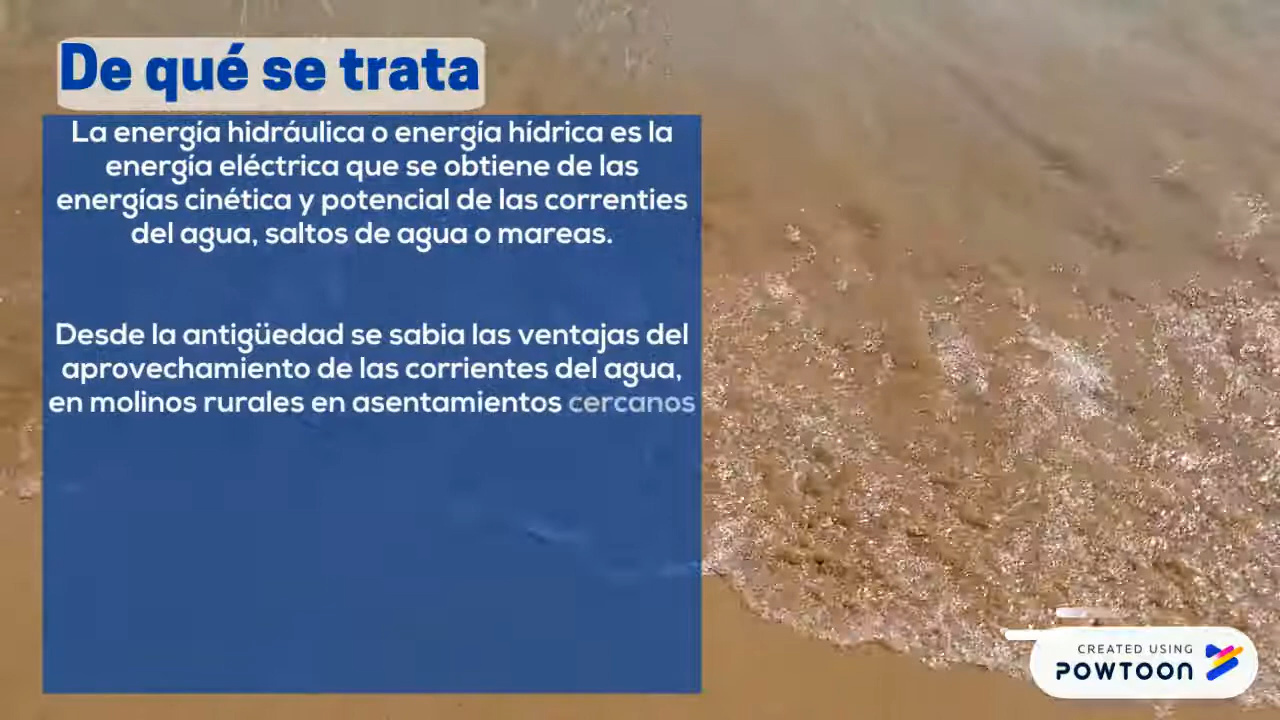 De qué se trata
La energía hidráulica o energía hídrica es la
energía eléctrica que se obtiene de las
energías cinética y potencial de las correnties
del agua, saltos de agua o mareas.
Desde la antigüedad se sabia las ventajas del
aprovechamiento de las corrientes del agua,
en molinos rurales en asentamientos cercanos
CREATED USING
POWTOON